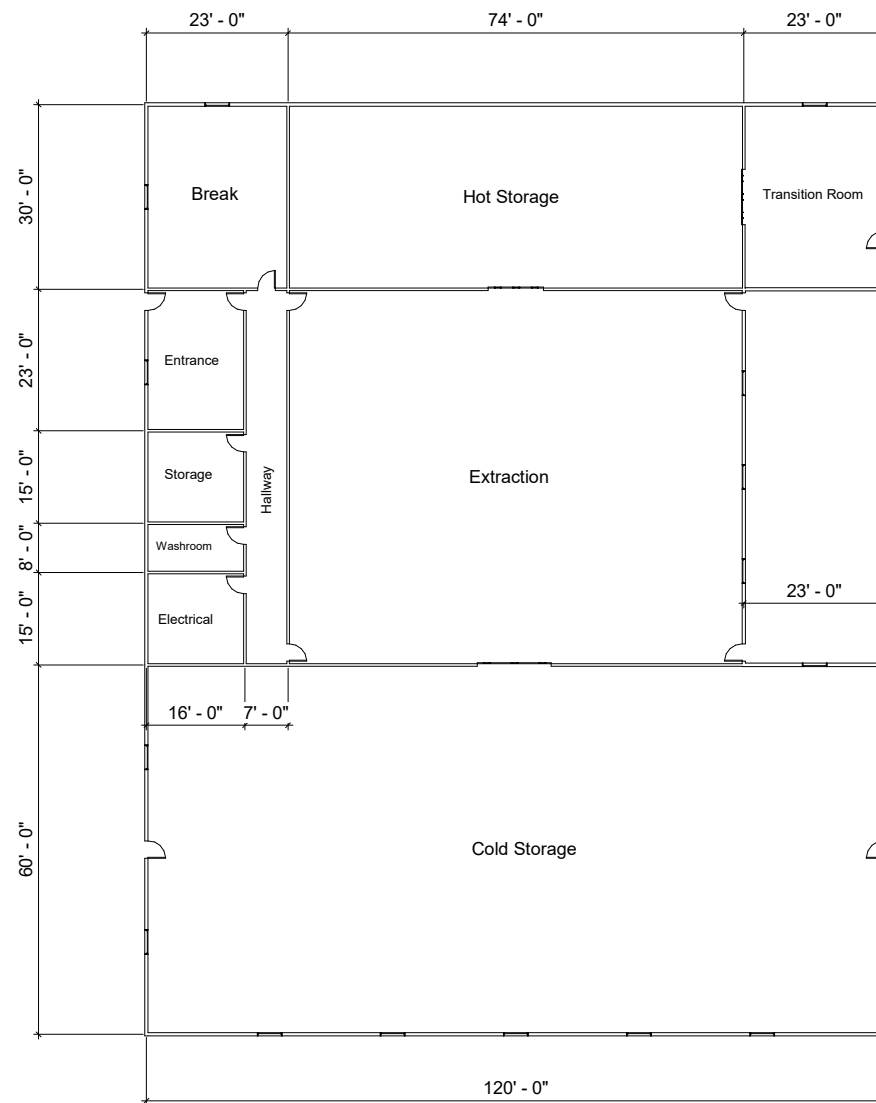 23' - 0"
74' - 0"
23' - 0"
30' - 0"
Break
Hot Storage
Transition Room
23' - 0"
Entrance
15' - 0"
Storage
Hallway
Extraction
8' - 0"
Washroom
15' - 0"
Electrical
23' - 0"
16' - 0"
7' - 0"
60' - 0"
Cold Storage
120' - 0"